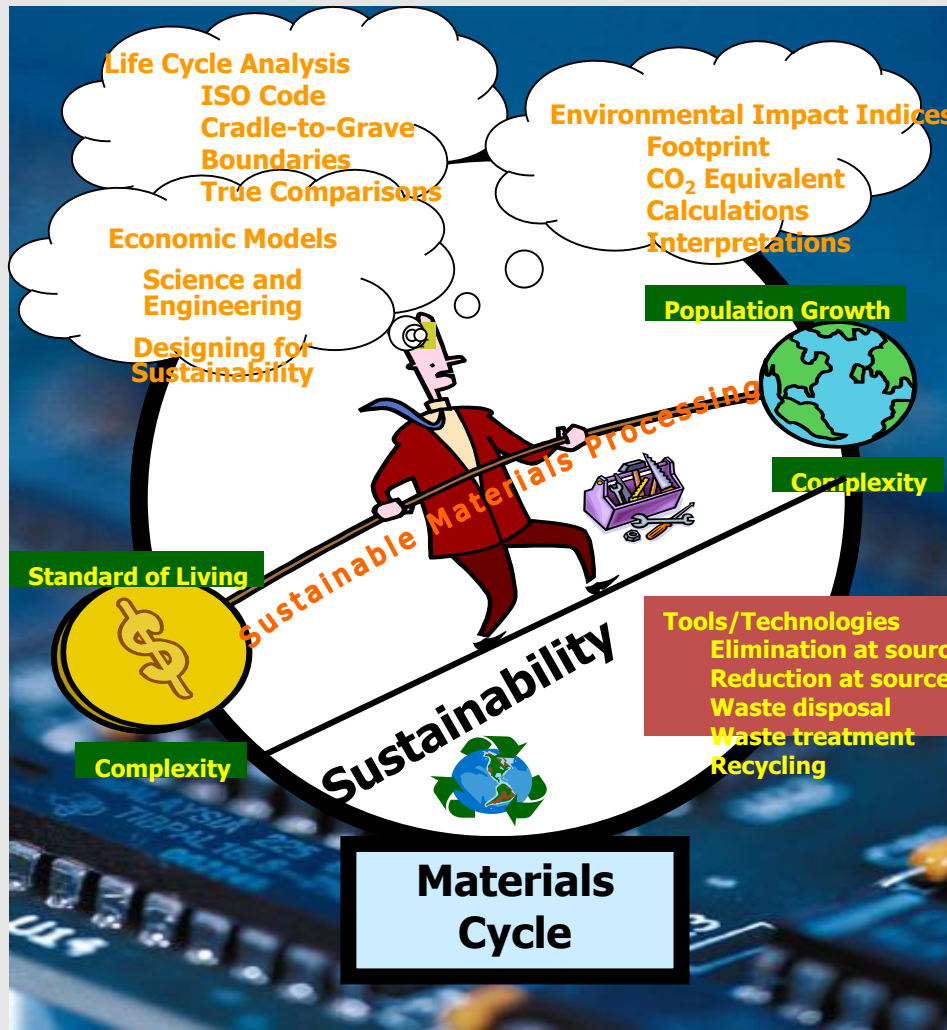 Life Cycle Analysis
ISO Code
Cradle-to-Grave
Boundaries
True Comparisons
Environmental Impact Indices
Footprint
CO₂ Equivalent
Calculations
Interpretations
Economic Models
Science and
Engineering
Designing for
Sustainability
Population Growth
Complexity
Sustainable Materials Processing
Standard of Living
$
Complexity
Sustainability
Tools/Technologies
Elimination at sourc
Reduction at source
Waste disposal
Waste treatment
Recycling
Materials
Cycle
U14